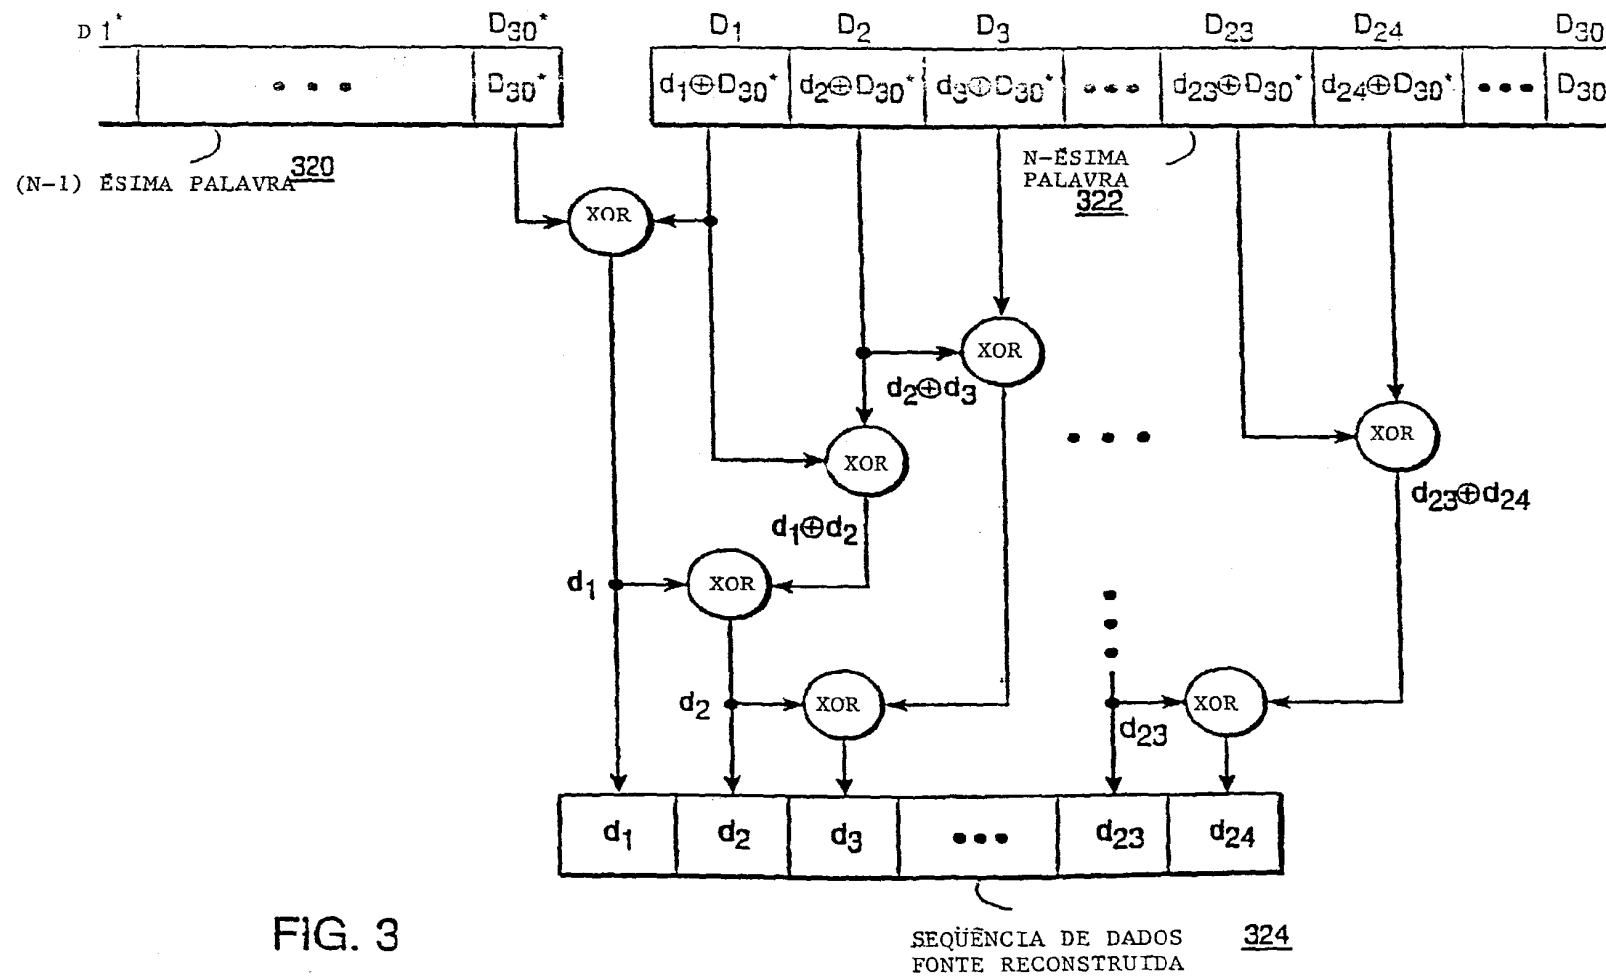 D1* D30* D1 D2 D3 D23 D24 D30
••• D30* d1⊕D30* d2⊕D30* d3⊕D30* ••• d23⊕D30* d24⊕D30* ••• D30
(N-1) ÉSIMA PALAVRA 320
N-ÉSIMA
PALAVRA
322
XOR
XOR
d2⊕d3
XOR
XOR
d23⊕d24
d1⊕d2
d1
XOR
d2
XOR
d23
XOR
d1 d2 d3 ••• d23 d24
FIG. 3
SEQÜÊNCIA DE DADOS 324
FONTE RECONSTRUÍDA